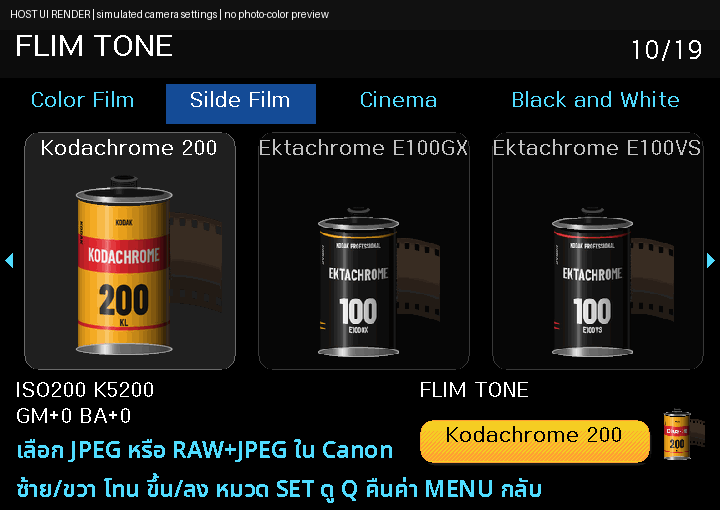 HOST UI RENDER | simulated camera settings | no photo-color preview
FLIM TONE
10/19
Color Film
Silde Film
Cinema
Black and White
Kodachrome 200
Ektachrome E100GX
Ektachrome E100VS
KODAK
KODACHROME
200
KL
KODAK PROFESSIONAL
EKTACHROME
100
E100GX
KODAK PROFESSIONAL
EKTACHROME
100
E100VS
ISO200 K5200
GM+0 BA+0
FLIM TONE
Kodachrome 200
200
เลือก JPEG หรือ RAW+JPEG ใน Canon
ซ้าย/ขวา โทน ขึ้น/ลง หมวด SET ดู Q คืนค่า MENU กลับ